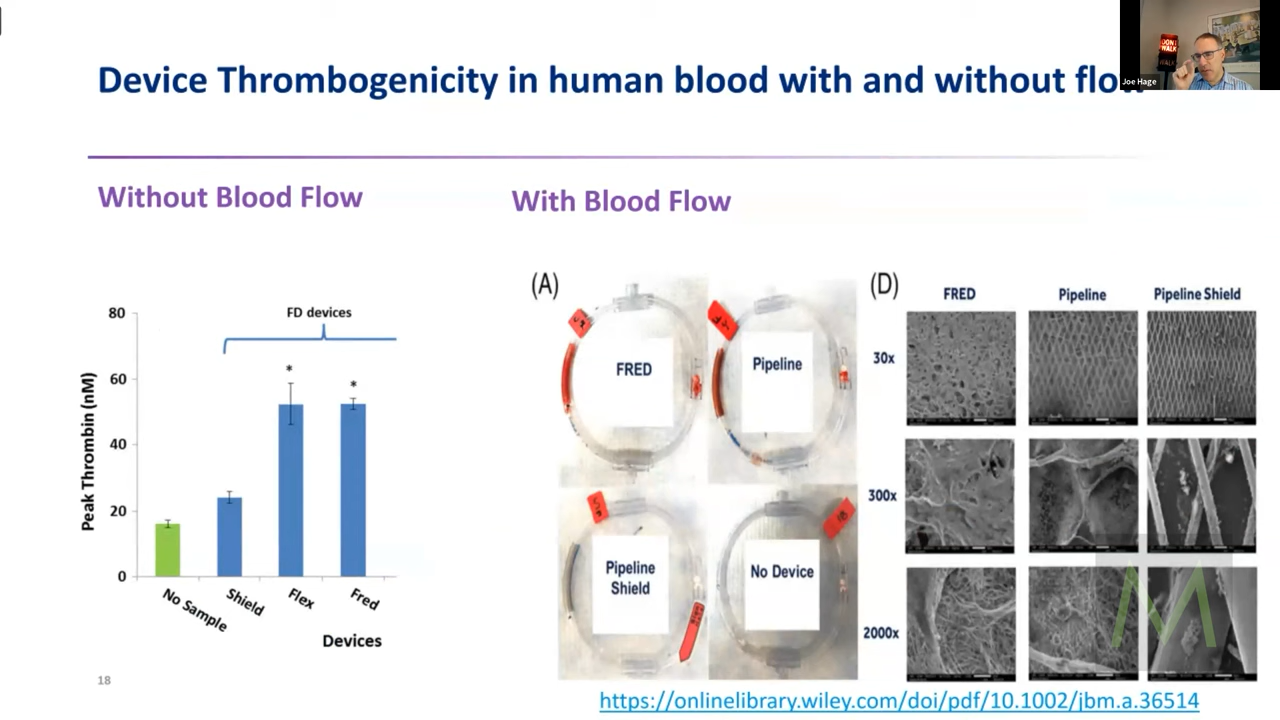 Device Thrombogenicity in human blood with and without flow
DON'T
WALK
WALK
Joe Hage
Without Blood Flow
With Blood Flow
(A)
FRED
Pipeline
Pipeline
Shield
No Device
(D)
FRED
Pipeline
Pipeline Shield
30x
300x
2000x
FD devices
80
60
40
20
0
Peak Thrombin (nM)
*
*
No Sample
Shield
Flex
Fred
Devices
18
M
https://onlinelibrary.wiley.com/doi/pdf/10.1002/jbm.a.36514